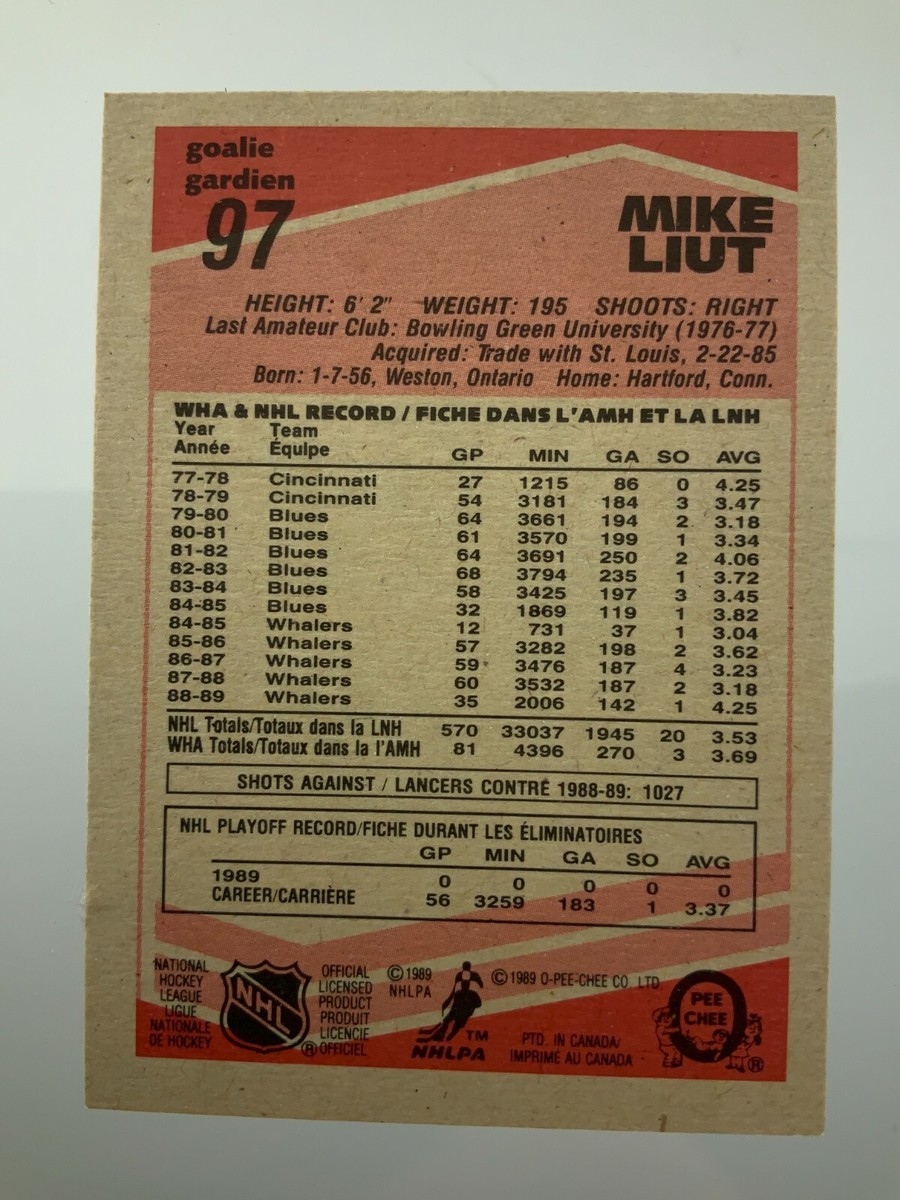 goalie
gardien
97
MIKE
LIUT
HEIGHT: 6' 2" WEIGHT: 195 SHOOTS: RIGHT
Last Amateur Club: Bowling Green University (1976-77)
Acquired: Trade with St. Louis, 2-22-85
Born: 1-7-56, Weston, Ontario Home: Hartford, Conn.
WHA & NHL RECORD / FICHE DANS L'AMH ET LA LNH
Year Team
Année Équipe GP MIN GA SO AVG
77-78 Cincinnati 27 1215 86 0 4.25
78-79 Cincinnati 54 3181 184 3 3.47
79-80 Blues 64 3661 194 2 3.18
80-81 Blues 61 3570 199 1 3.34
81-82 Blues 64 3691 250 2 4.06
82-83 Blues 68 3794 235 1 3.72
83-84 Blues 58 3425 197 3 3.45
84-85 Blues 32 1869 119 1 3.82
84-85 Whalers 12 731 37 1 3.04
85-86 Whalers 57 3282 198 2 3.62
86-87 Whalers 59 3476 187 4 3.23
87-88 Whalers 60 3532 187 2 3.18
88-89 Whalers 35 2006 142 1 4.25
NHL Totals/Totaux dans la LNH 570 33037 1945 20 3.53
WHA Totals/Totaux dans la l'AMH 81 4396 270 3 3.69
SHOTS AGAINST / LANCERS CONTRÉ 1988-89: 1027
NHL PLAYOFF RECORD/FICHE DURANT LES ÉLIMINATOIRES
GP MIN GA SO AVG
1989 0 0 0 0 0
CAREER/CARRIÈRE 56 3259 183 1 3.37
NATIONAL
HOCKEY
LEAGUE
LIGUE
NATIONALE
DE HOCKEY
NHL
OFFICIAL
LICENSED
PRODUCT
PRODUIT
LICENCIE
® OFFICIEL
© 1989
NHLPA
TM
NHLPA
© 1989 O-PEE-CHEE CO. LTD.
PTD. IN CANADA/
IMPRIMÉ AU CANADA
O
PEE
CHEE
®